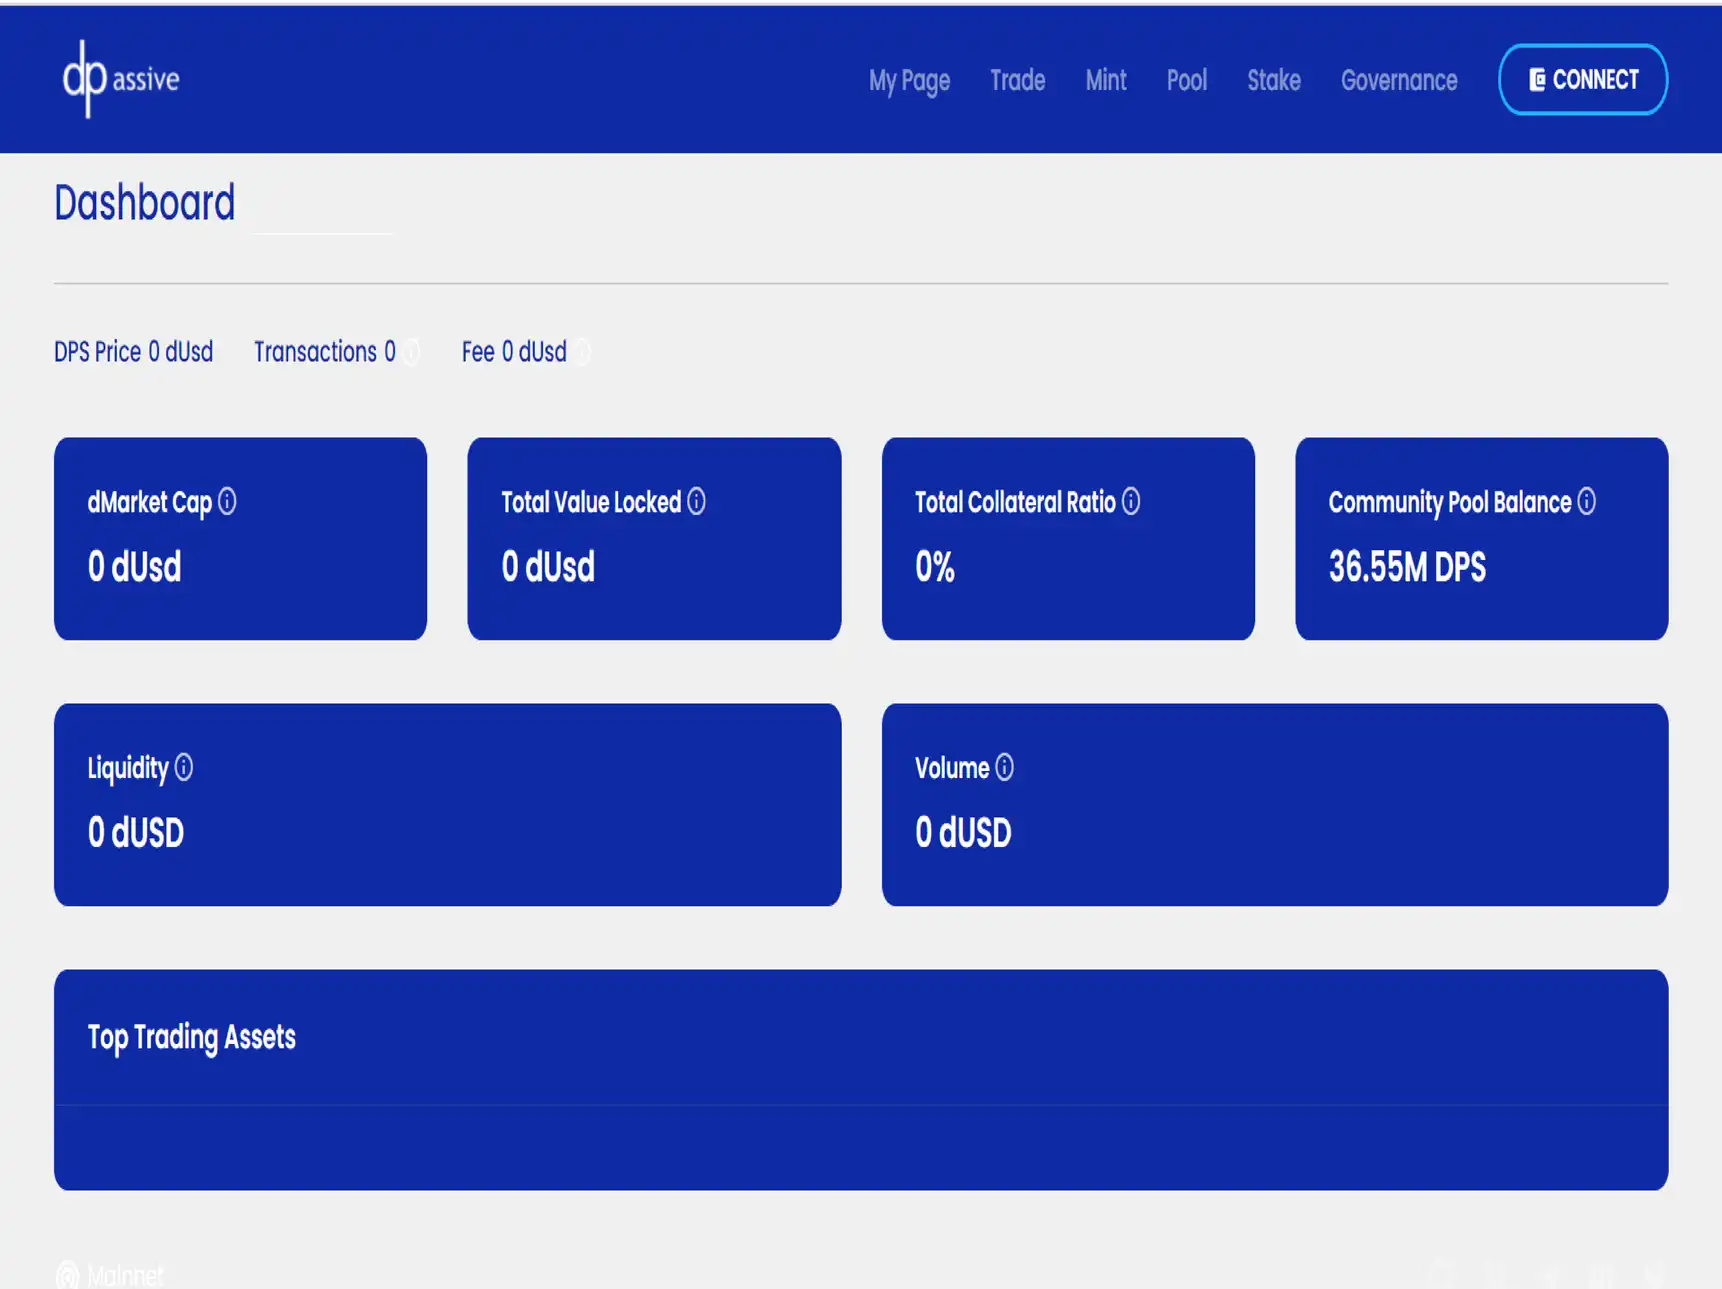 dp assive
My Page Trade Mint Pool Stake Governance CONNECT
Dashboard
DPS Price 0 dUsd Transactions 0 Fee 0 dUsd
dMarket Cap Total Value Locked Total Collateral Ratio Community Pool Balance
0 dUsd 0 dUsd 0% 36.55M DPS
Liquidity Volume
0 dUSD 0 dUSD
Top Trading Assets
Mainnet